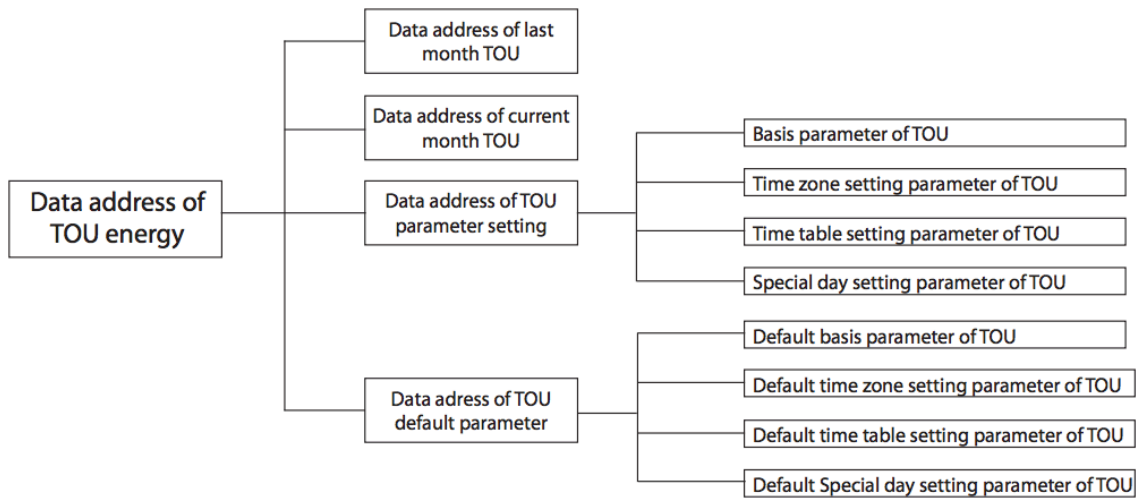 Data address of
TOU energy
Data address of last
month TOU
Data address of current
month TOU
Data address of TOU
parameter setting
Basis parameter of TOU
Time zone setting parameter of TOU
Time table setting parameter of TOU
Special day setting parameter of TOU
Data adress of TOU
default parameter
Default basis parameter of TOU
Default time zone setting parameter of TOU
Default time table setting parameter of TOU
Default Special day setting parameter of TOU